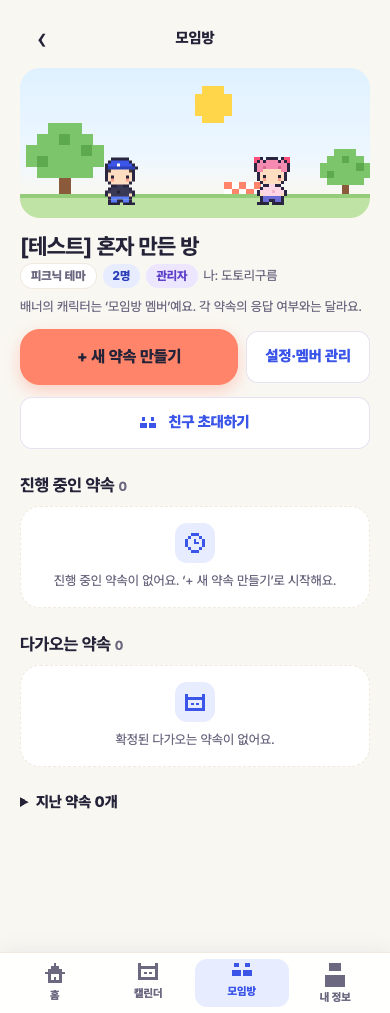 ❮ 모임방
[테스트] 혼자 만든 방
피크닉 테마 2명 관리자 나: 도토리구름
배너의 캐릭터는 ‘모임방 멤버’예요. 각 약속의 응답 여부와는 달라요.
+ 새 약속 만들기 설정·멤버 관리
친구 초대하기
진행 중인 약속 0
진행 중인 약속이 없어요. ‘+ 새 약속 만들기’로 시작해요.
다가오는 약속 0
확정된 다가오는 약속이 없어요.
▶ 지난 약속 0개
홈 캘린더 모임방 내 정보